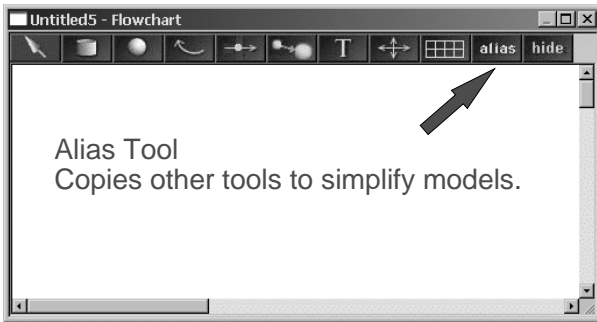 Untitled5 - Flowchart
T alias hide
Alias Tool
Copies other tools to simplify models.